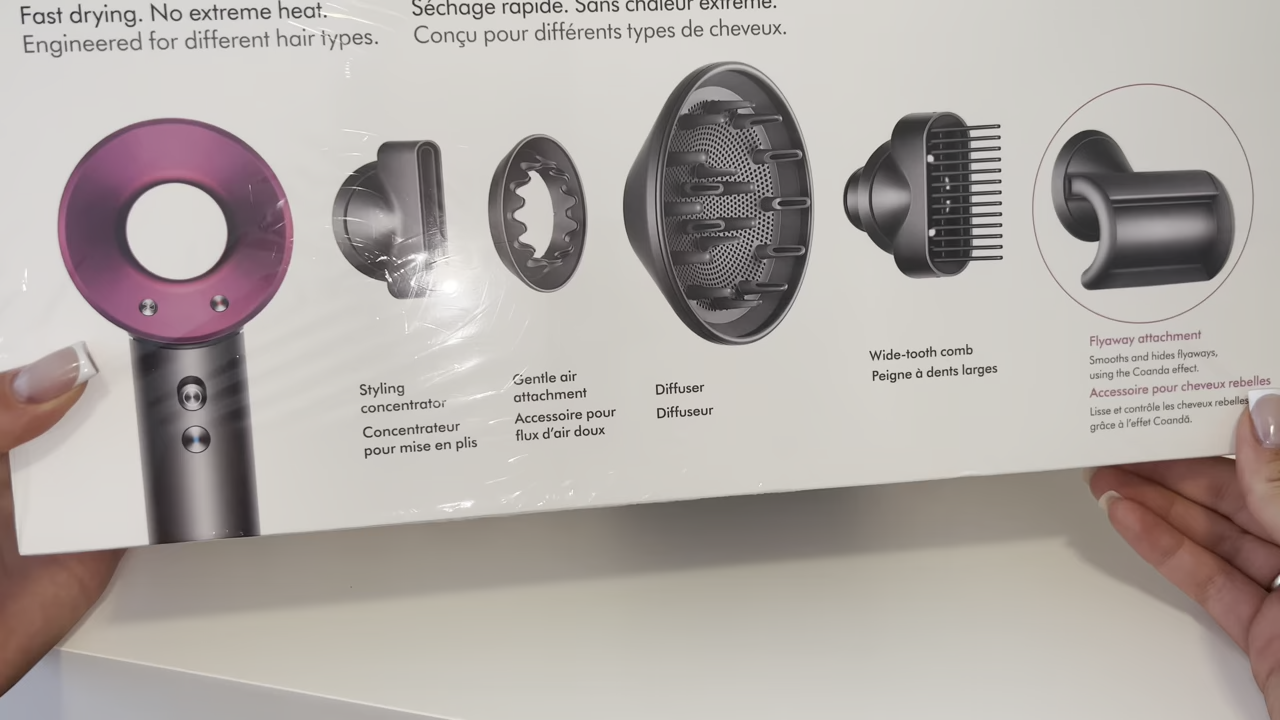 Fast drying. No extreme heat.
Engineered for different hair types.
Séchage rapide. Sans chaleur extrême.
Conçu pour différents types de cheveux.
Styling
concentrator
Concentrateur
pour mise en plis
Gentle air
attachment
Accessoire pour
flux d'air doux
Diffuser
Diffuseur
Wide-tooth comb
Peigne à dents larges
Flyaway attachment
Smooths and hides flyaways,
using the Coanda effect.
Accessoire pour cheveux rebelles
Lisse et contrôle les cheveux rebelles
grâce à l'effet Coandă.